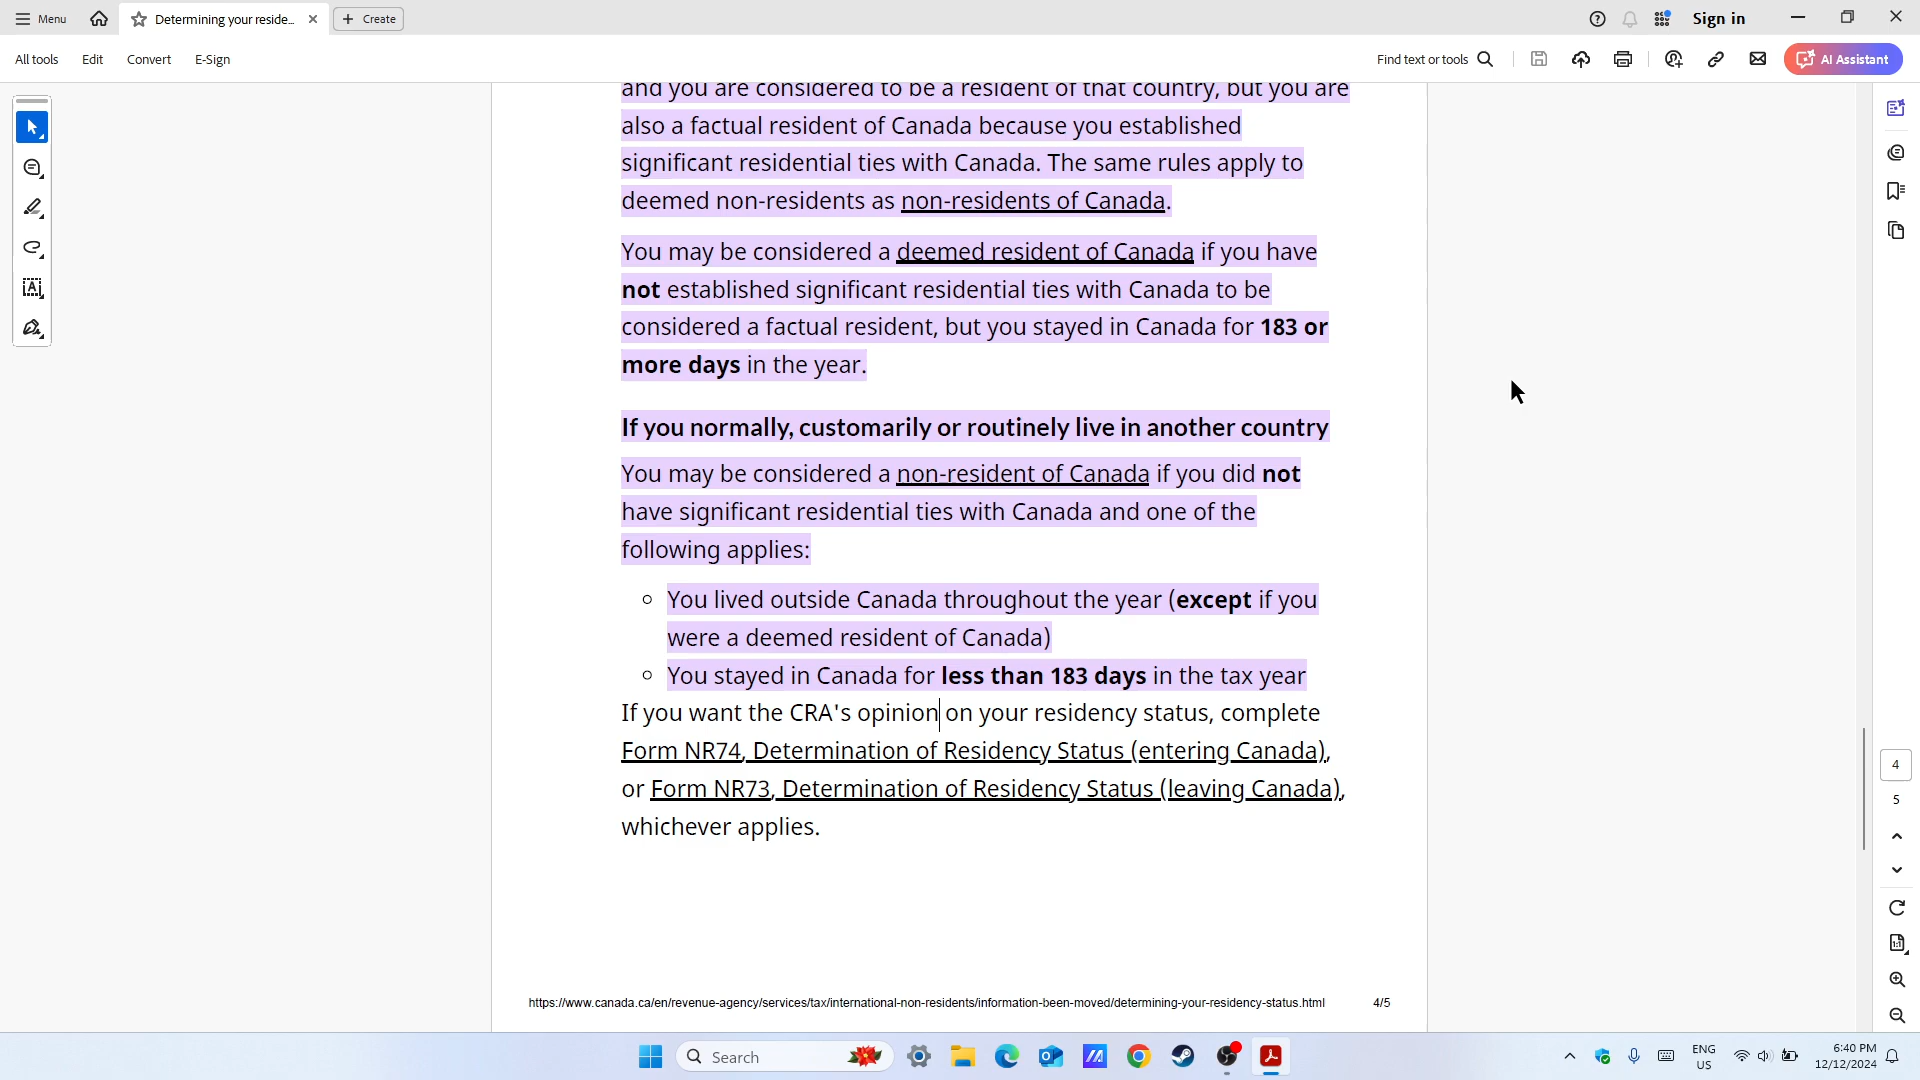 Menu
Determining your reside...
Create
Sign in
All tools
Edit
Convert
E-Sign
Find text or tools
AI Assistant
and you are considered to be a resident of that country, but you are
also a factual resident of Canada because you established
significant residential ties with Canada. The same rules apply to
deemed non-residents as non-residents of Canada.
You may be considered a deemed resident of Canada if you have
not established significant residential ties with Canada to be
considered a factual resident, but you stayed in Canada for 183 or
more days in the year.
If you normally, customarily or routinely live in another country
You may be considered a non-resident of Canada if you did not
have significant residential ties with Canada and one of the
following applies:
You lived outside Canada throughout the year (except if you
were a deemed resident of Canada)
You stayed in Canada for less than 183 days in the tax year
If you want the CRA's opinion on your residency status, complete
Form NR74, Determination of Residency Status (entering Canada),
or Form NR73, Determination of Residency Status (leaving Canada),
whichever applies.
4
5
https://www.canada.ca/en/revenue-agency/services/tax/international-non-residents/information-been-moved/determining-your-residency-status.html
4/5
Search
ENG
US
6:40 PM
12/12/2024